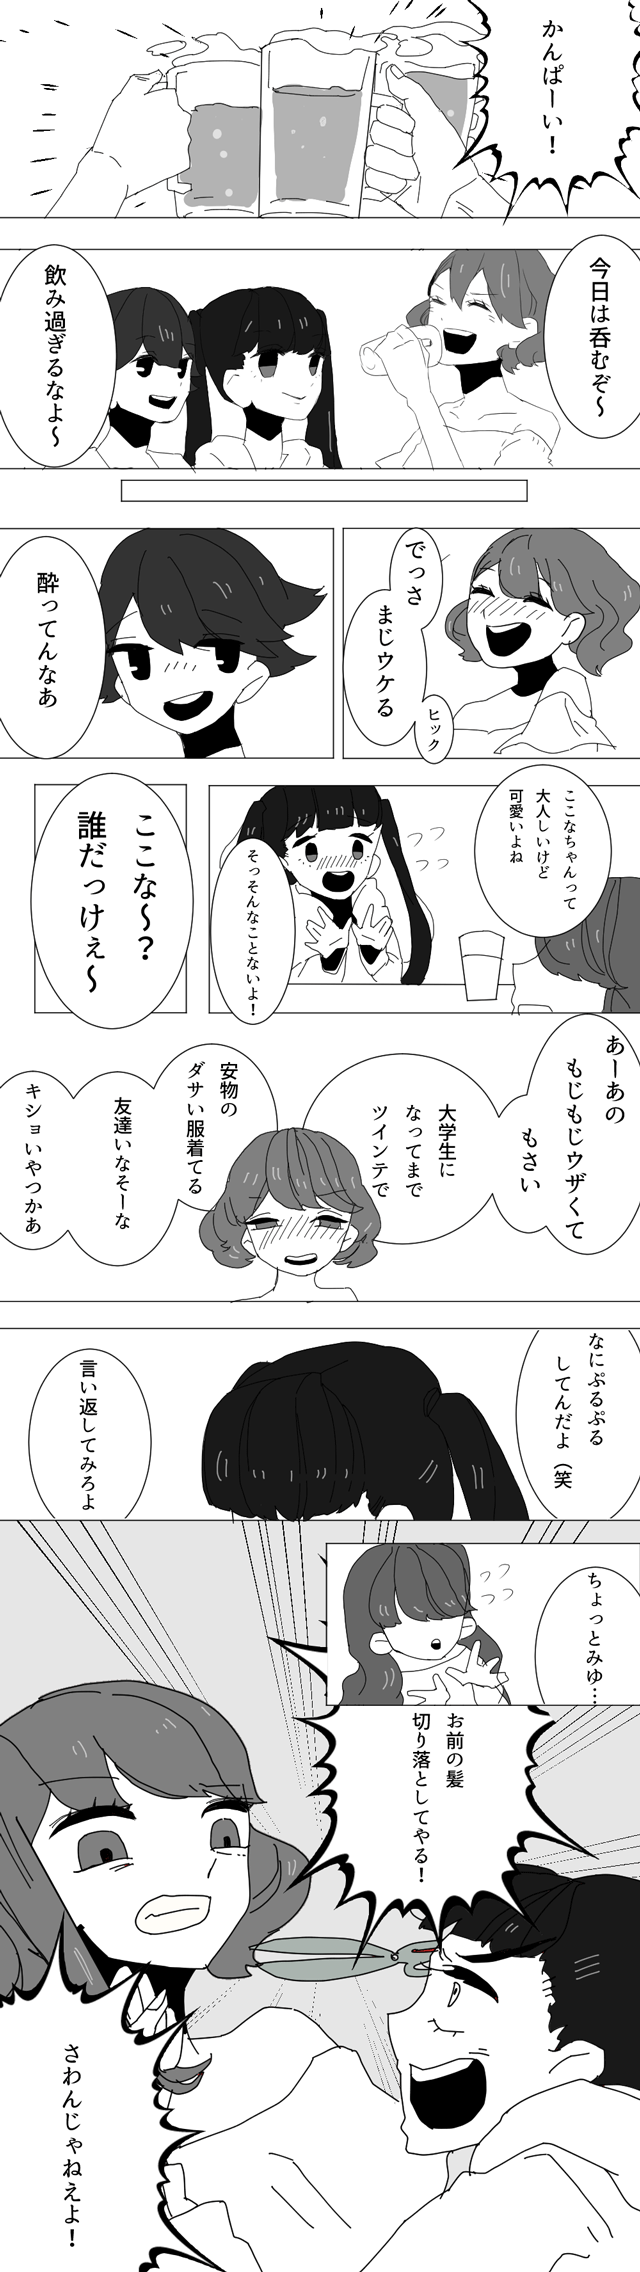 かんぱーい！
今日は呑むぞ～
飲み過ぎるなよ～
でっさ
まじウケる
ヒック
酔ってんなあ
ここなちゃんって
大人しいけど
可愛いよね
そっそんなことないよ！
ここな～？
誰だっけぇ～
あーあの
もじもじウザくて
もさい
大学生に
なってまで
ツインテで
安物の
ダサい服着てる
友達いなそーな
キショいやつかあ
なにぷるぷる
してんだよ（笑
言い返してみろよ
ちょっとみゆ…
お前の髪
切り落としてやる！
さわんじゃねえよ！